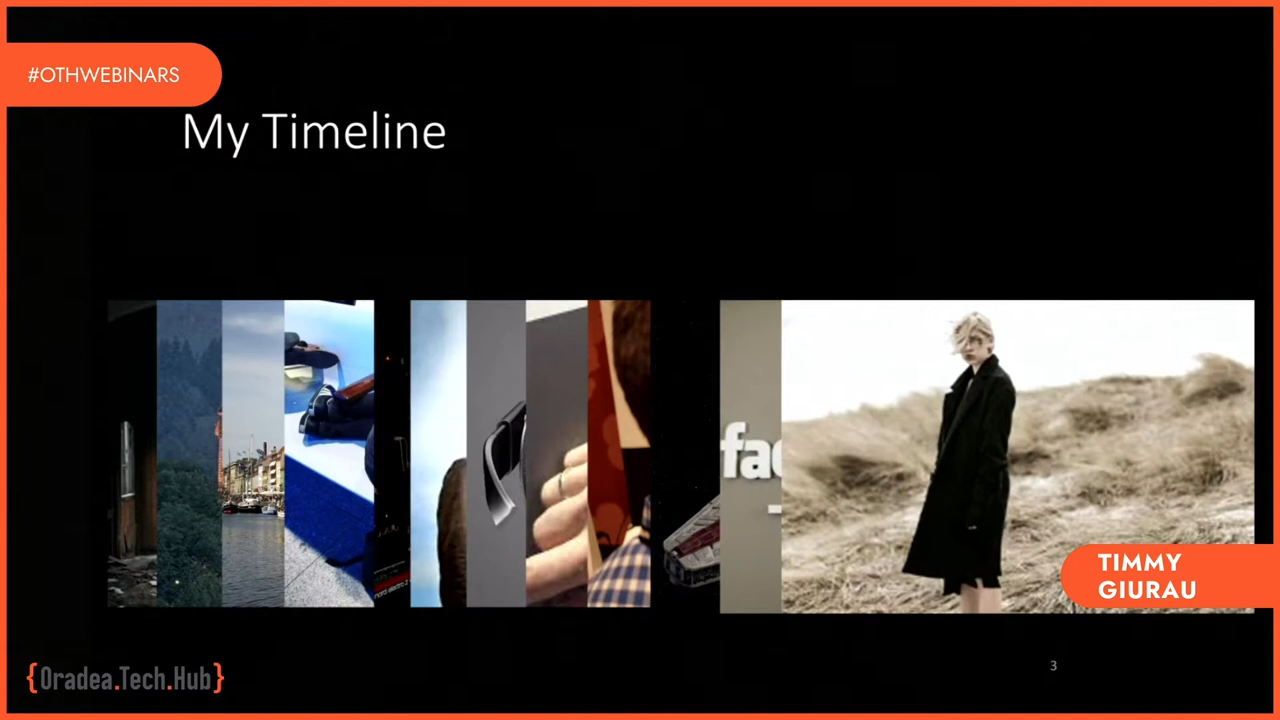 #OTHWEBINARS
My Timeline
fac
TIMMY
GIURAU
{Oradea.Tech.Hub}
3